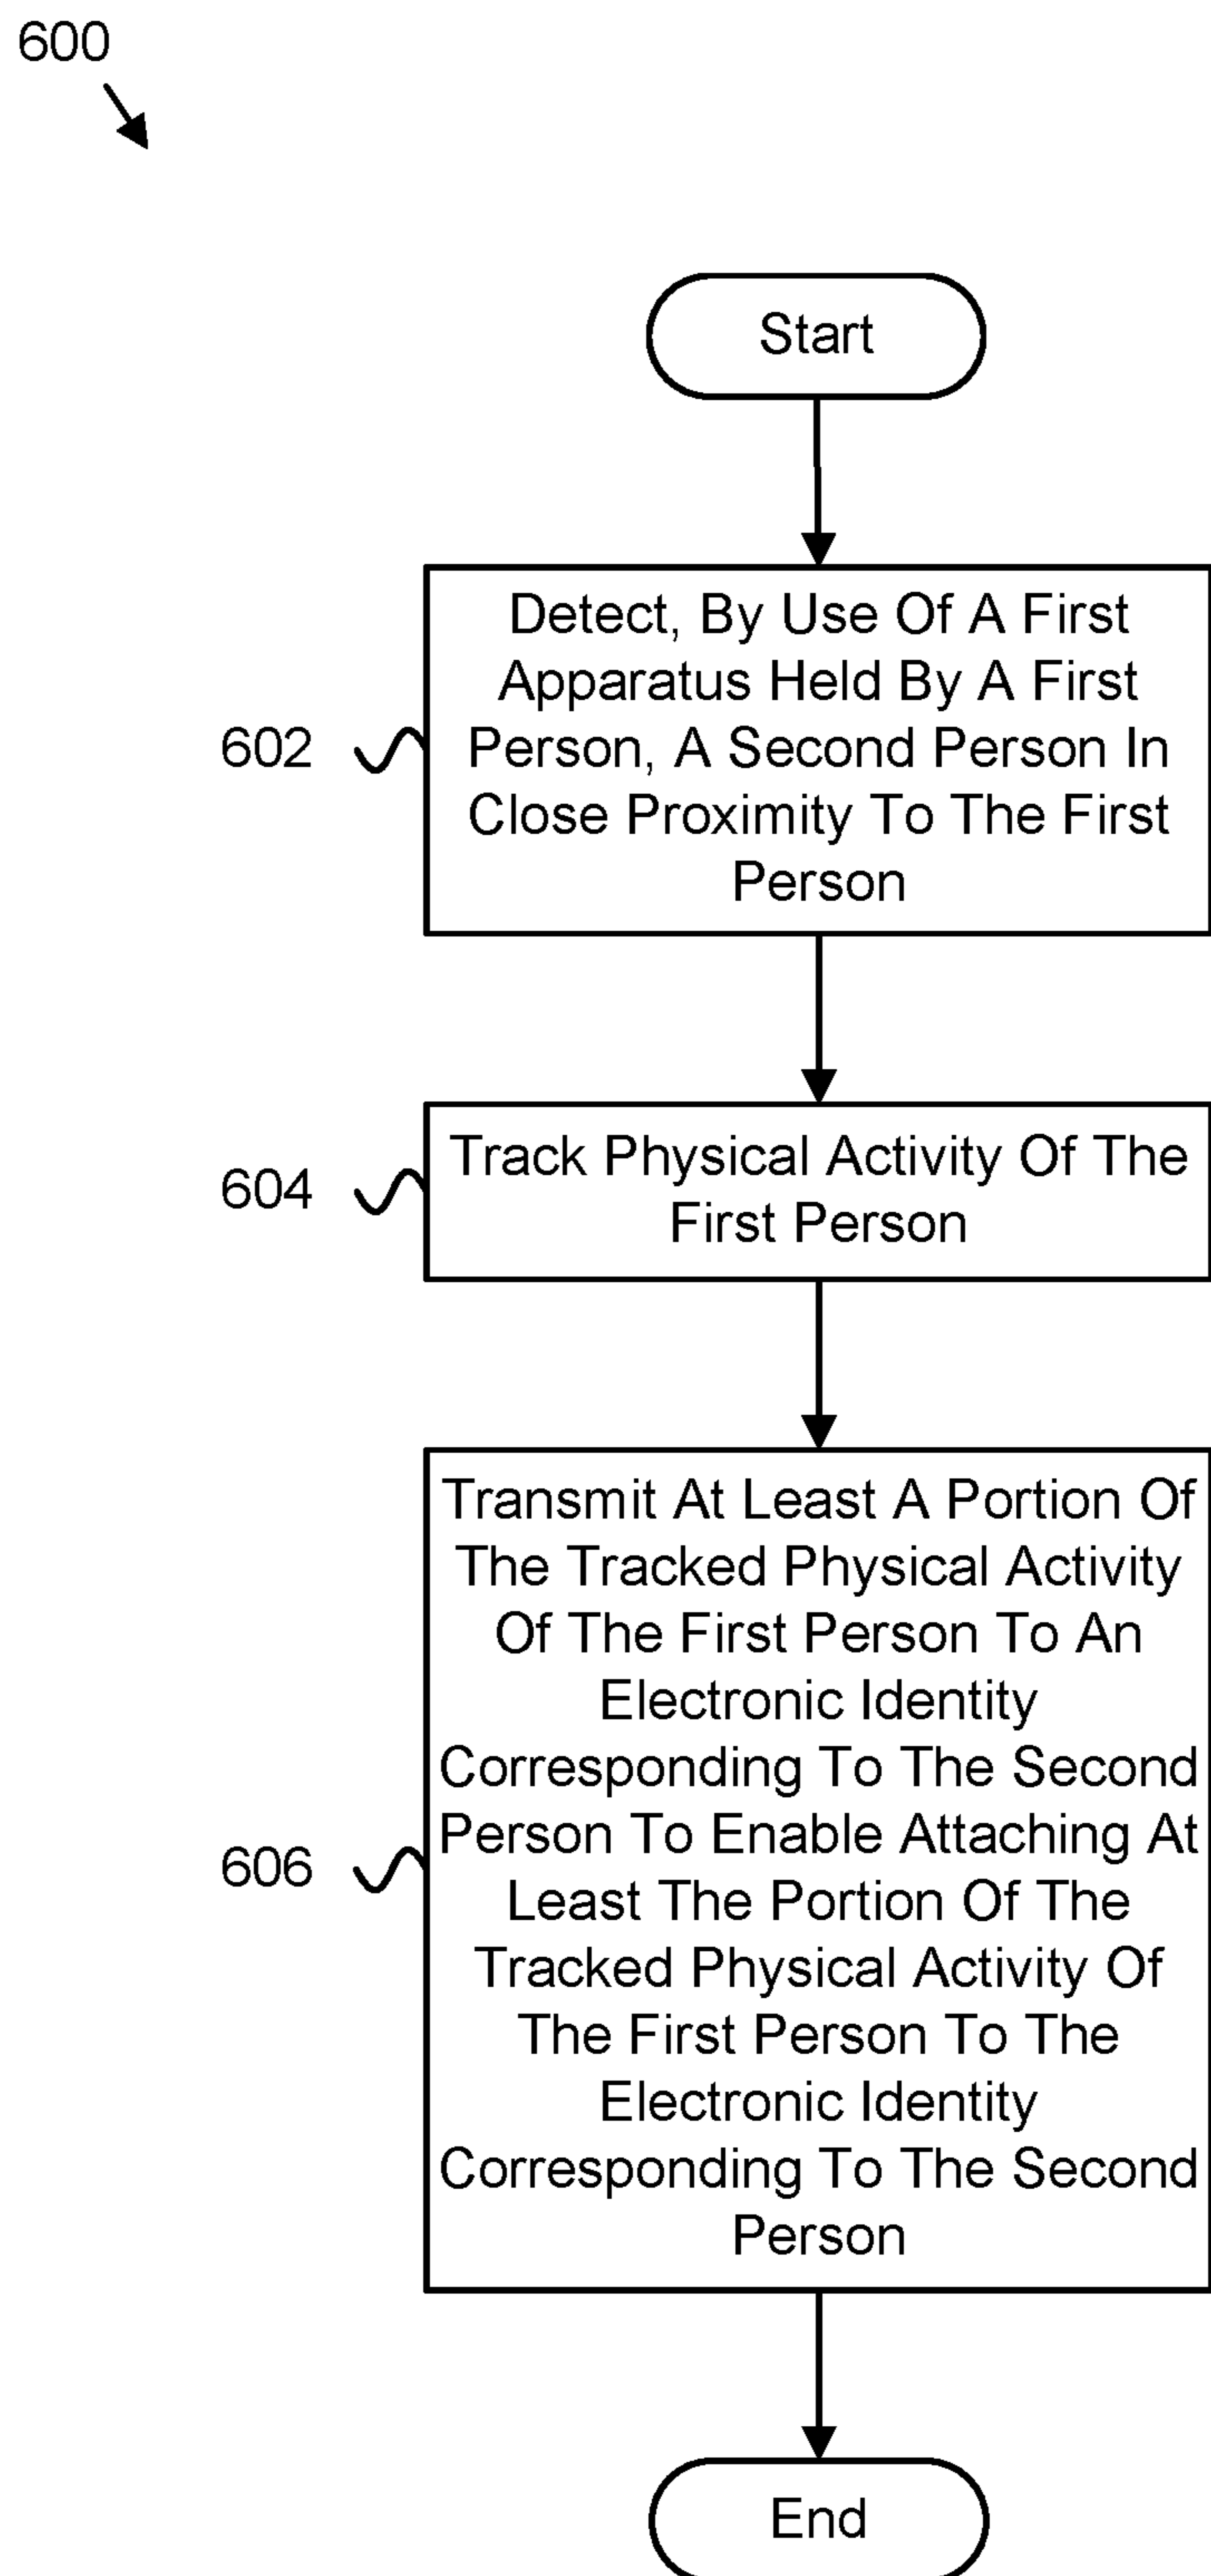 600
Start
Detect, By Use Of A First
Apparatus Held By A First
Person, A Second Person In
Close Proximity To The First
Person
602
Track Physical Activity Of The
First Person
604
Transmit At Least A Portion Of
The Tracked Physical Activity
Of The First Person To An
Electronic Identity
Corresponding To The Second
Person To Enable Attaching At
Least The Portion Of The
Tracked Physical Activity Of
The First Person To The
Electronic Identity
Corresponding To The Second
Person
606
End